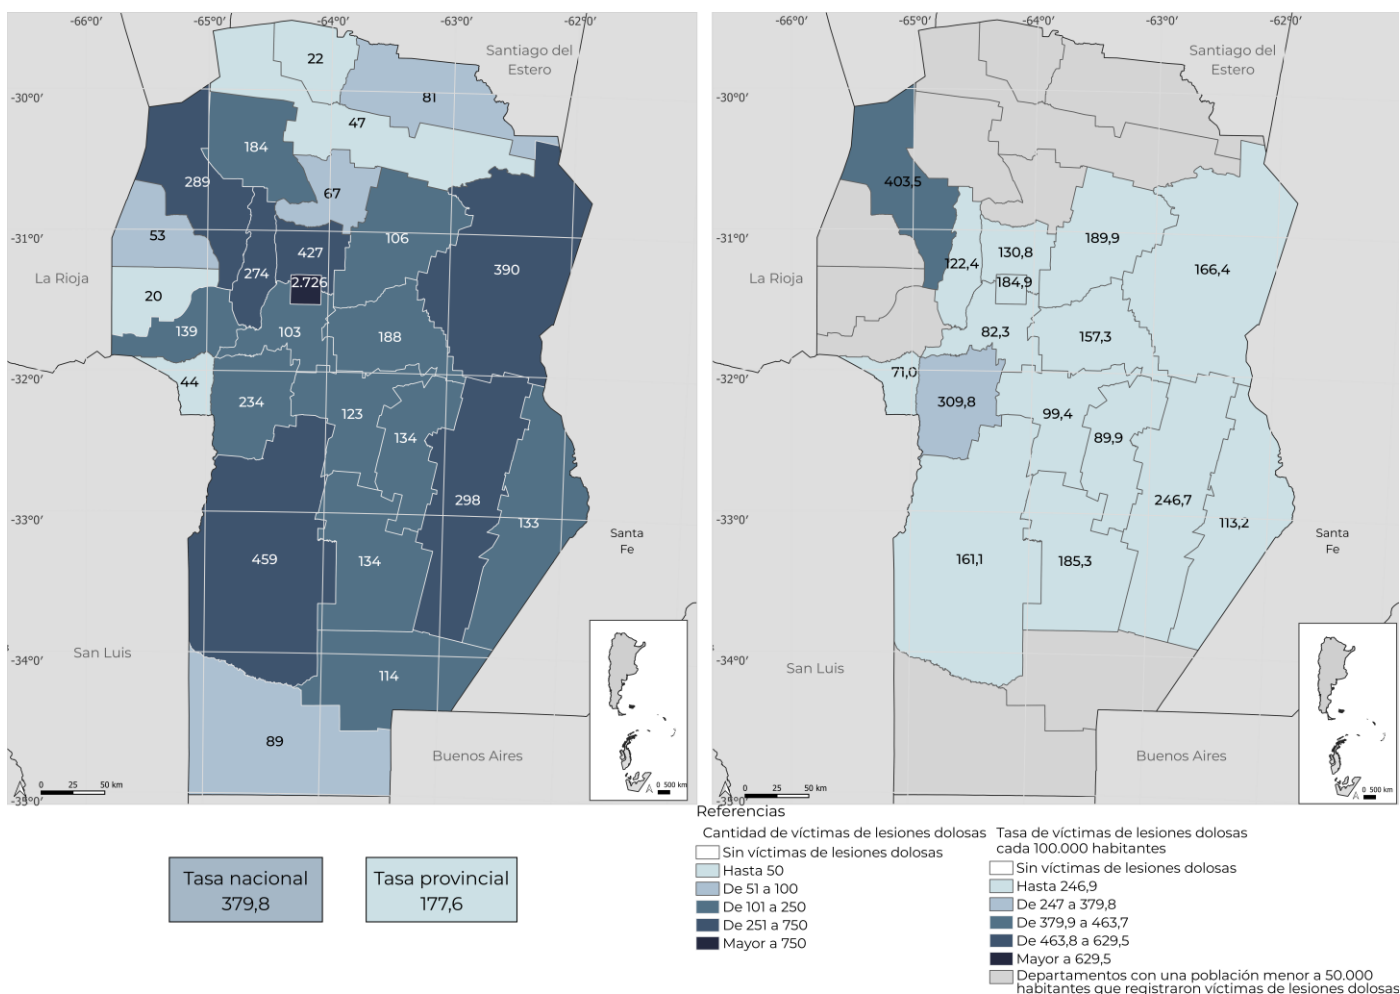 -66°0′ -65°0′ -64°0′ -63°0′ -62°0′
Santiago del
Estero
-30°0′
-31°0′
-32°0′
-33°0′
-34°0′
-35°0′
La Rioja
San Luis
Santa
Fe
Buenos Aires
22
81
47
184
289
67
53
106
427
390
274
2.726
20
139
103
188
44
234
123
134
298
133
459
134
114
89
0 25 50 km
0 500 km
-66°0′ -65°0′ -64°0′ -63°0′ -62°0′
Santiago del
Estero
-30°0′
-31°0′
-32°0′
-33°0′
-34°0′
-35°0′
La Rioja
San Luis
Santa
Fe
Buenos Aires
403,5
189,9
130,8
122,4
166,4
184,9
82,3
157,3
71,0
309,8
99,4
89,9
246,7
113,2
161,1
185,3
0 25 50 km
0 500 km
Tasa nacional
379,8
Tasa provincial
177,6
Referencias
Cantidad de víctimas de lesiones dolosas
Sin víctimas de lesiones dolosas
Hasta 50
De 51 a 100
De 101 a 250
De 251 a 750
Mayor a 750
Tasa de víctimas de lesiones dolosas
cada 100.000 habitantes
Sin víctimas de lesiones dolosas
Hasta 246,9
De 247 a 379,8
De 379,9 a 463,7
De 463,8 a 629,5
Mayor a 629,5
Departamentos con una población menor a 50.000
habitantes que registraron víctimas de lesiones dolosas